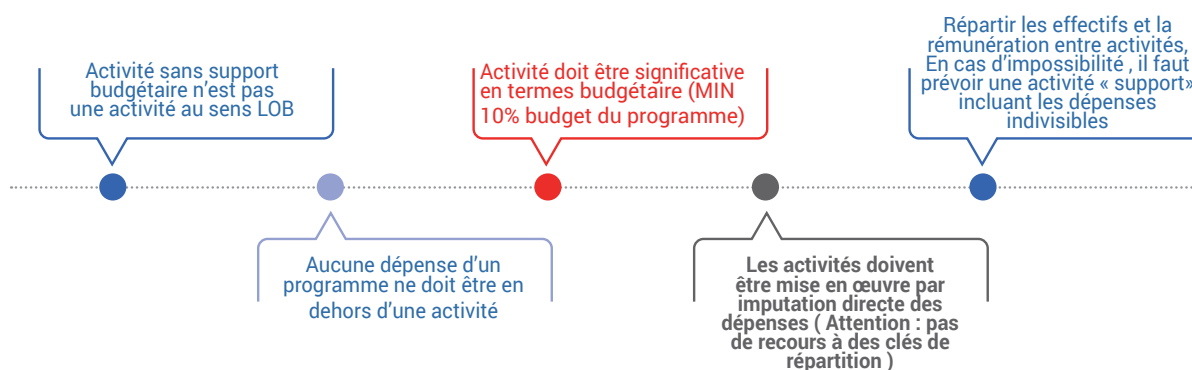 Activité sans support
budgétaire n'est pas
une activité au sens LOB
Aucune dépense d'un
programme ne doit être en
dehors d'une activité
Activité doit être significative
en termes budgétaire (MIN
10% budget du programme)
Les activités doivent
être mise en œuvre par
imputation directe des
dépenses ( Attention : pas
de recours à des clés de
répartition )
Répartir les effectifs et la
rémunération entre activités,
En cas d'impossibilité , il faut
prévoir une activité « support»
incluant les dépenses
indivisibles